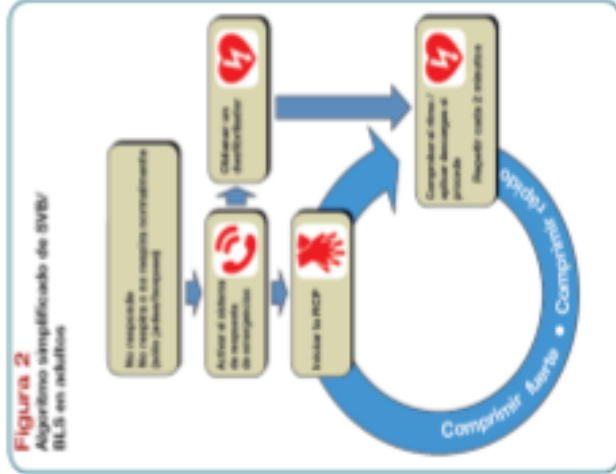 Figura 2
Algoritmo simplificado de SVB/
BLS en adultos
No responde
No respira o no respira normalmente
(sólo jadea/boquea)
Activar el sistema
de respuesta
de emergencias
Obtener un
desfibrilador
Iniciar la RCP
Comprobar el ritmo/
aplicar descargas si
procede
Repetir cada 2 minutos
Comprimir fuerte • Comprimir rápido